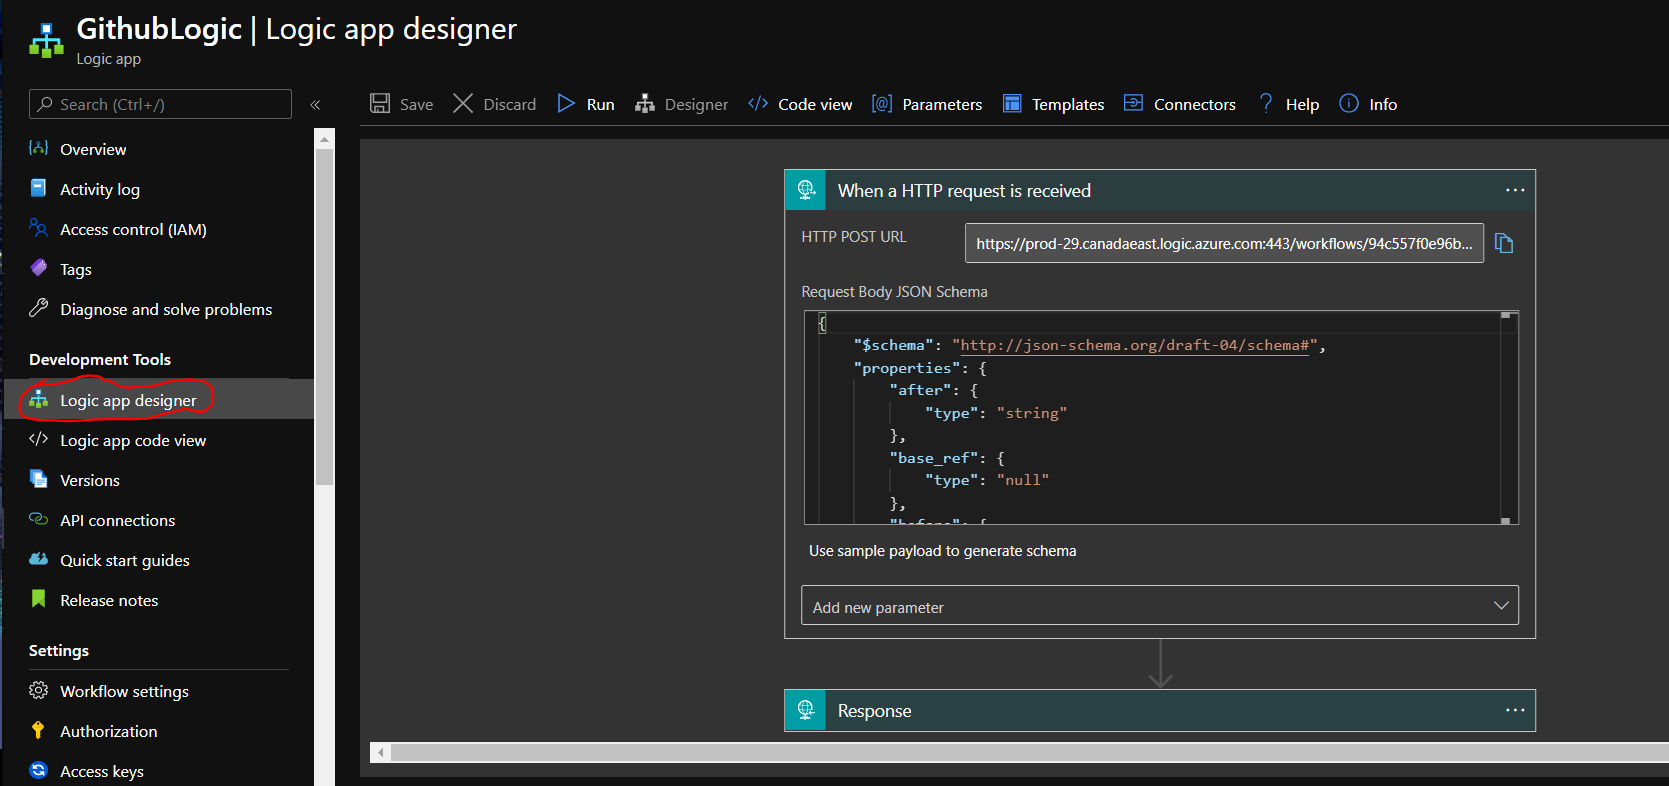 GithubLogic | Logic app designer
Logic app
Search (Ctrl+/)
«
Overview
Activity log
Access control (IAM)
Tags
Diagnose and solve problems
Development Tools
Logic app designer
Logic app code view
Versions
API connections
Quick start guides
Release notes
Settings
Workflow settings
Authorization
Access keys
Save Discard Run Designer Code view Parameters Templates Connectors Help Info
When a HTTP request is received
HTTP POST URL
https://prod-29.canadaeast.logic.azure.com:443/workflows/94c557f0e96b...
Request Body JSON Schema
{
"$schema": "http://json-schema.org/draft-04/schema#",
"properties": {
"after": {
"type": "string"
},
"base_ref": {
"type": "null"
},
"before": {
Use sample payload to generate schema
Add new parameter
Response